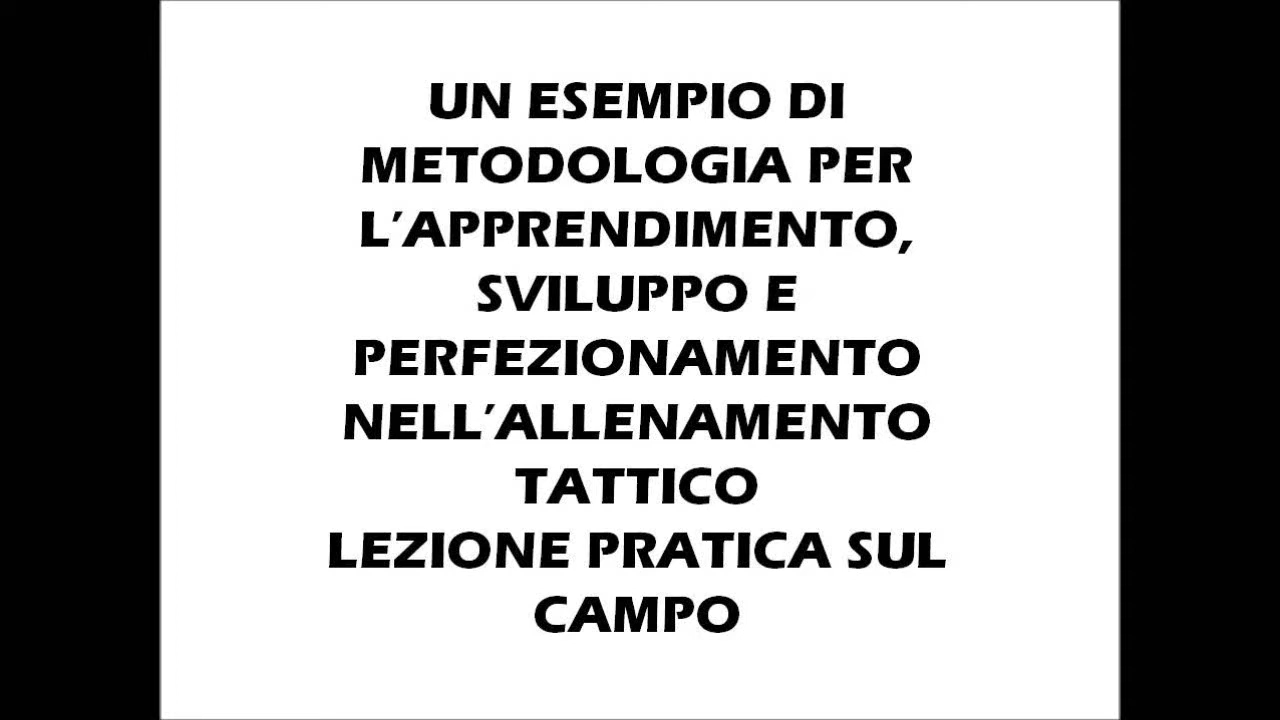 UN ESEMPIO DI
METODOLOGIA PER
L’APPRENDIMENTO,
SVILUPPO E
PERFEZIONAMENTO
NELL’ALLENAMENTO
TATTICO
LEZIONE PRATICA SUL
CAMPO